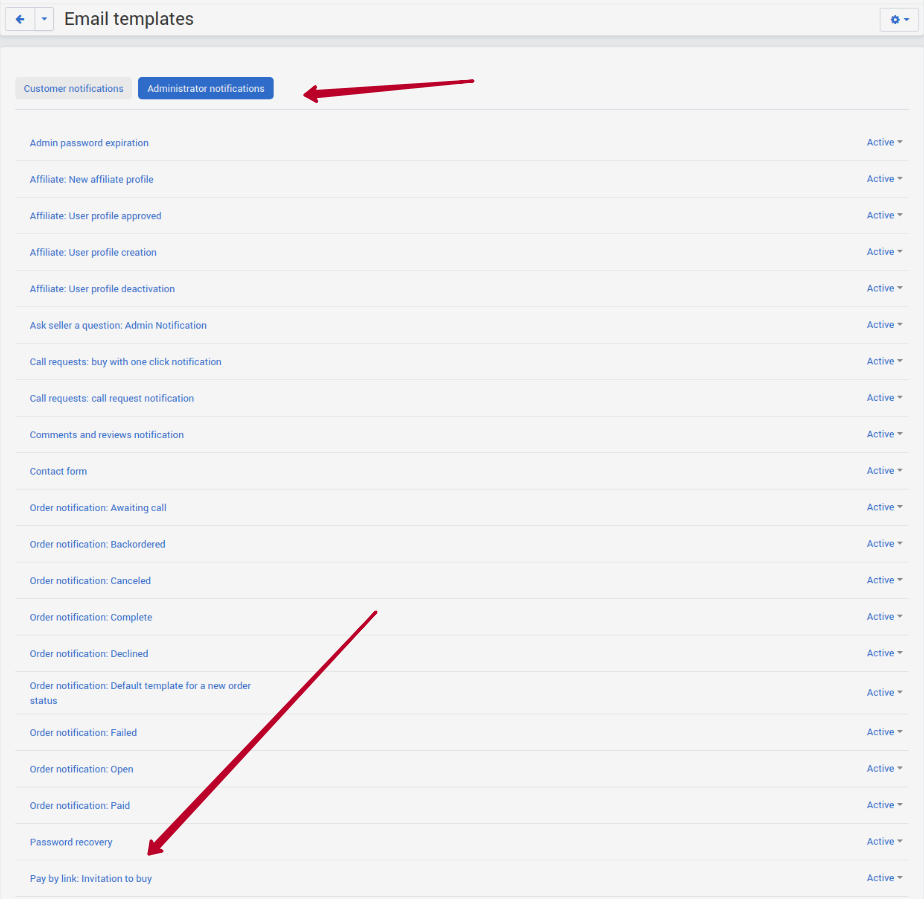 Email templates
Customer notifications
Administrator notifications
Admin password expiration Active
Affiliate: New affiliate profile Active
Affiliate: User profile approved Active
Affiliate: User profile creation Active
Affiliate: User profile deactivation Active
Ask seller a question: Admin Notification Active
Call requests: buy with one click notification Active
Call requests: call request notification Active
Comments and reviews notification Active
Contact form Active
Order notification: Awaiting call Active
Order notification: Backordered Active
Order notification: Canceled Active
Order notification: Complete Active
Order notification: Declined Active
Order notification: Default template for a new order
status Active
Order notification: Failed Active
Order notification: Open Active
Order notification: Paid Active
Password recovery Active
Pay by link: Invitation to buy Active